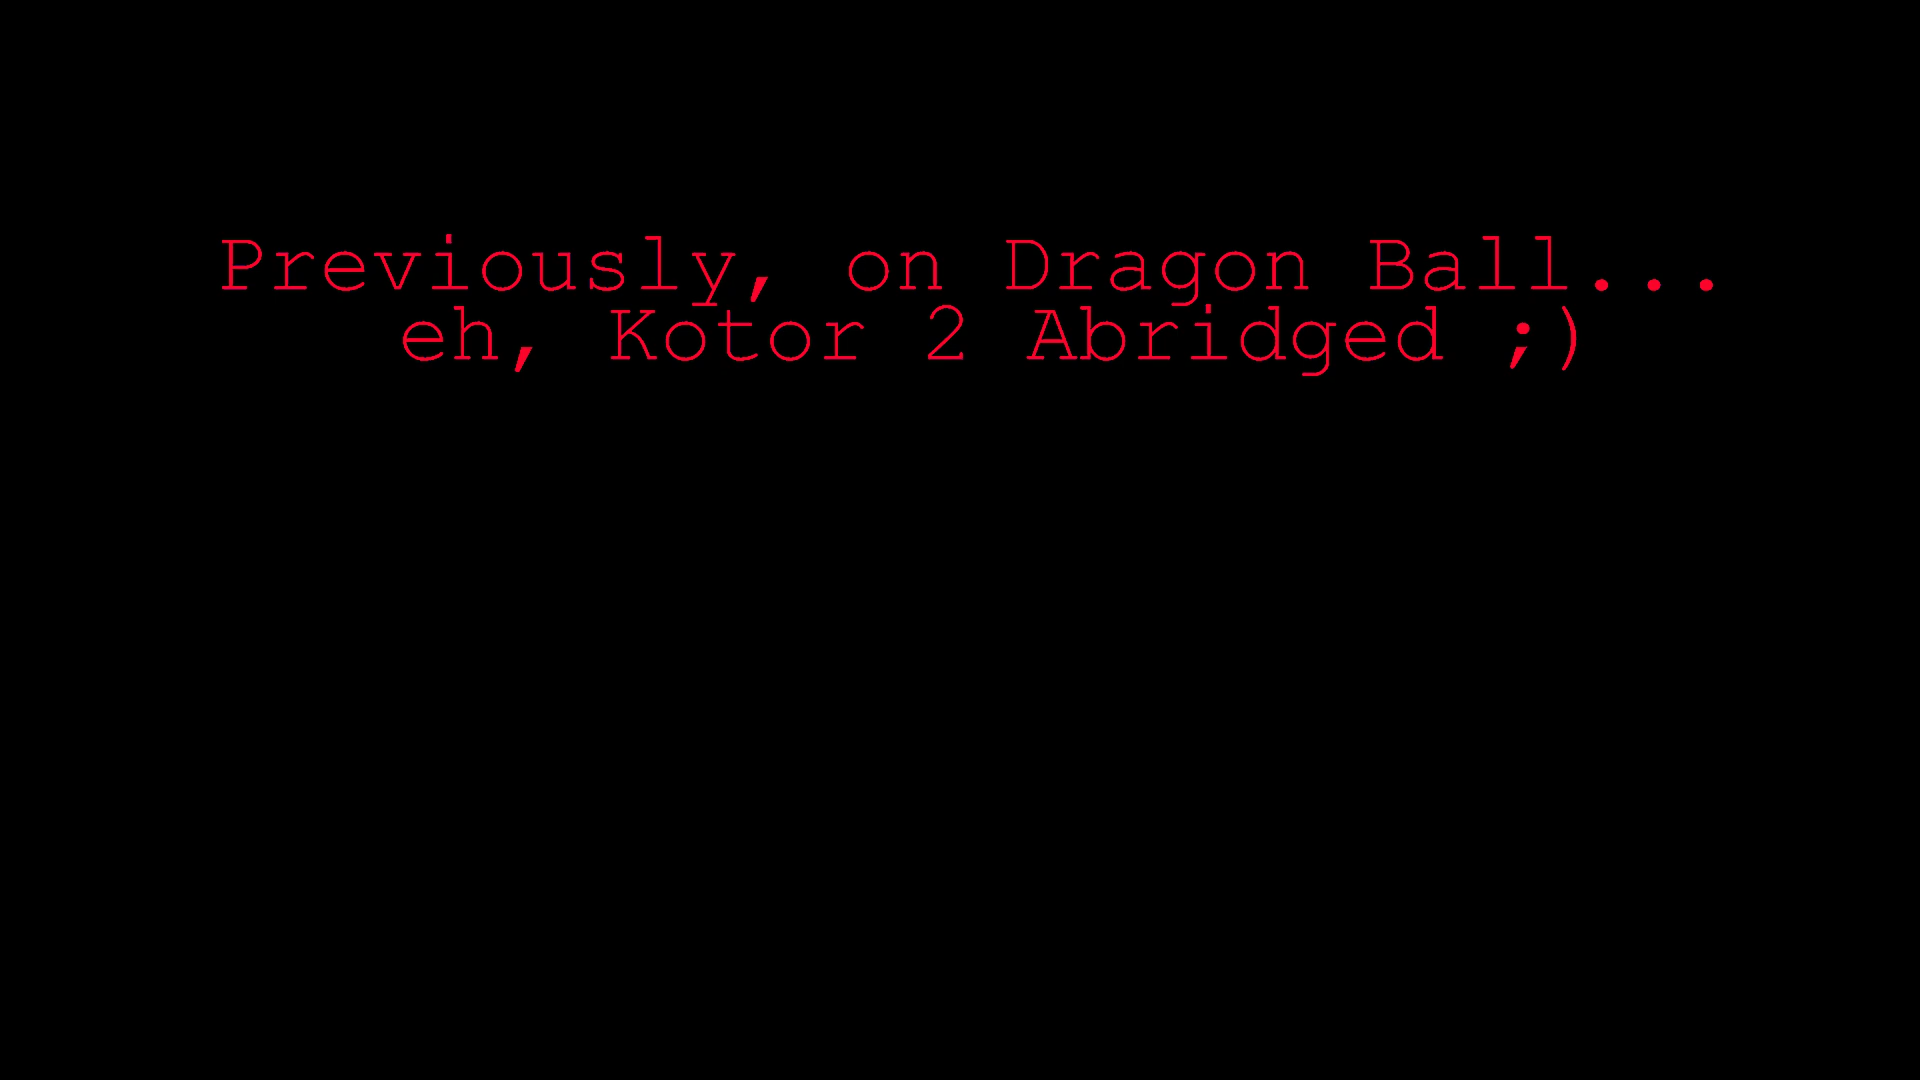 Previously, on Dragon Ball...
eh, Kotor 2 Abridged ;)